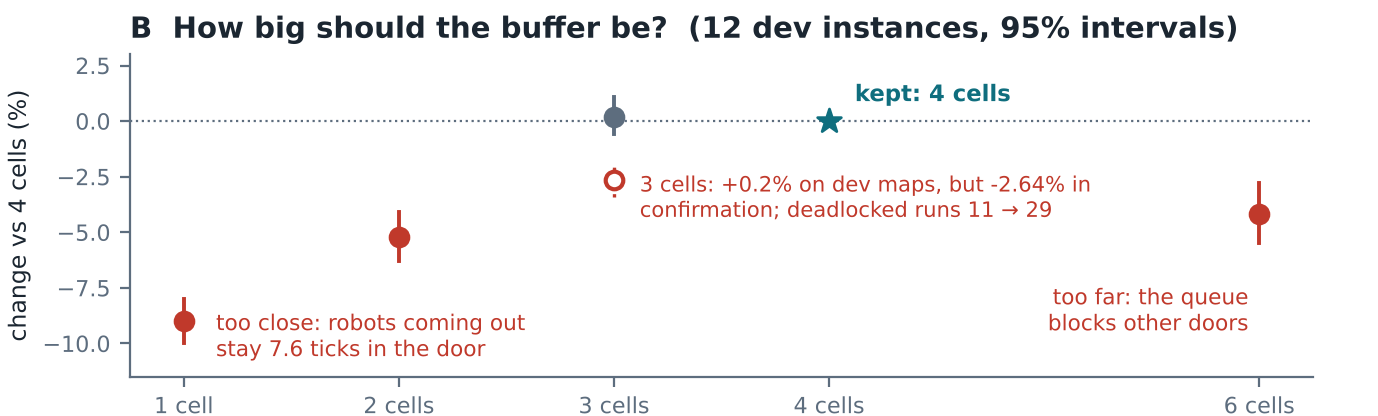 B  How big should the buffer be?  (12 dev instances, 95% intervals)
change vs 4 cells (%)
2.5
0.0
−2.5
−5.0
−7.5
−10.0
kept: 4 cells
3 cells: +0.2% on dev maps, but -2.64% in
confirmation; deadlocked runs 11 → 29
too far: the queue
blocks other doors
too close: robots coming out
stay 7.6 ticks in the door
1 cell
2 cells
3 cells
4 cells
6 cells